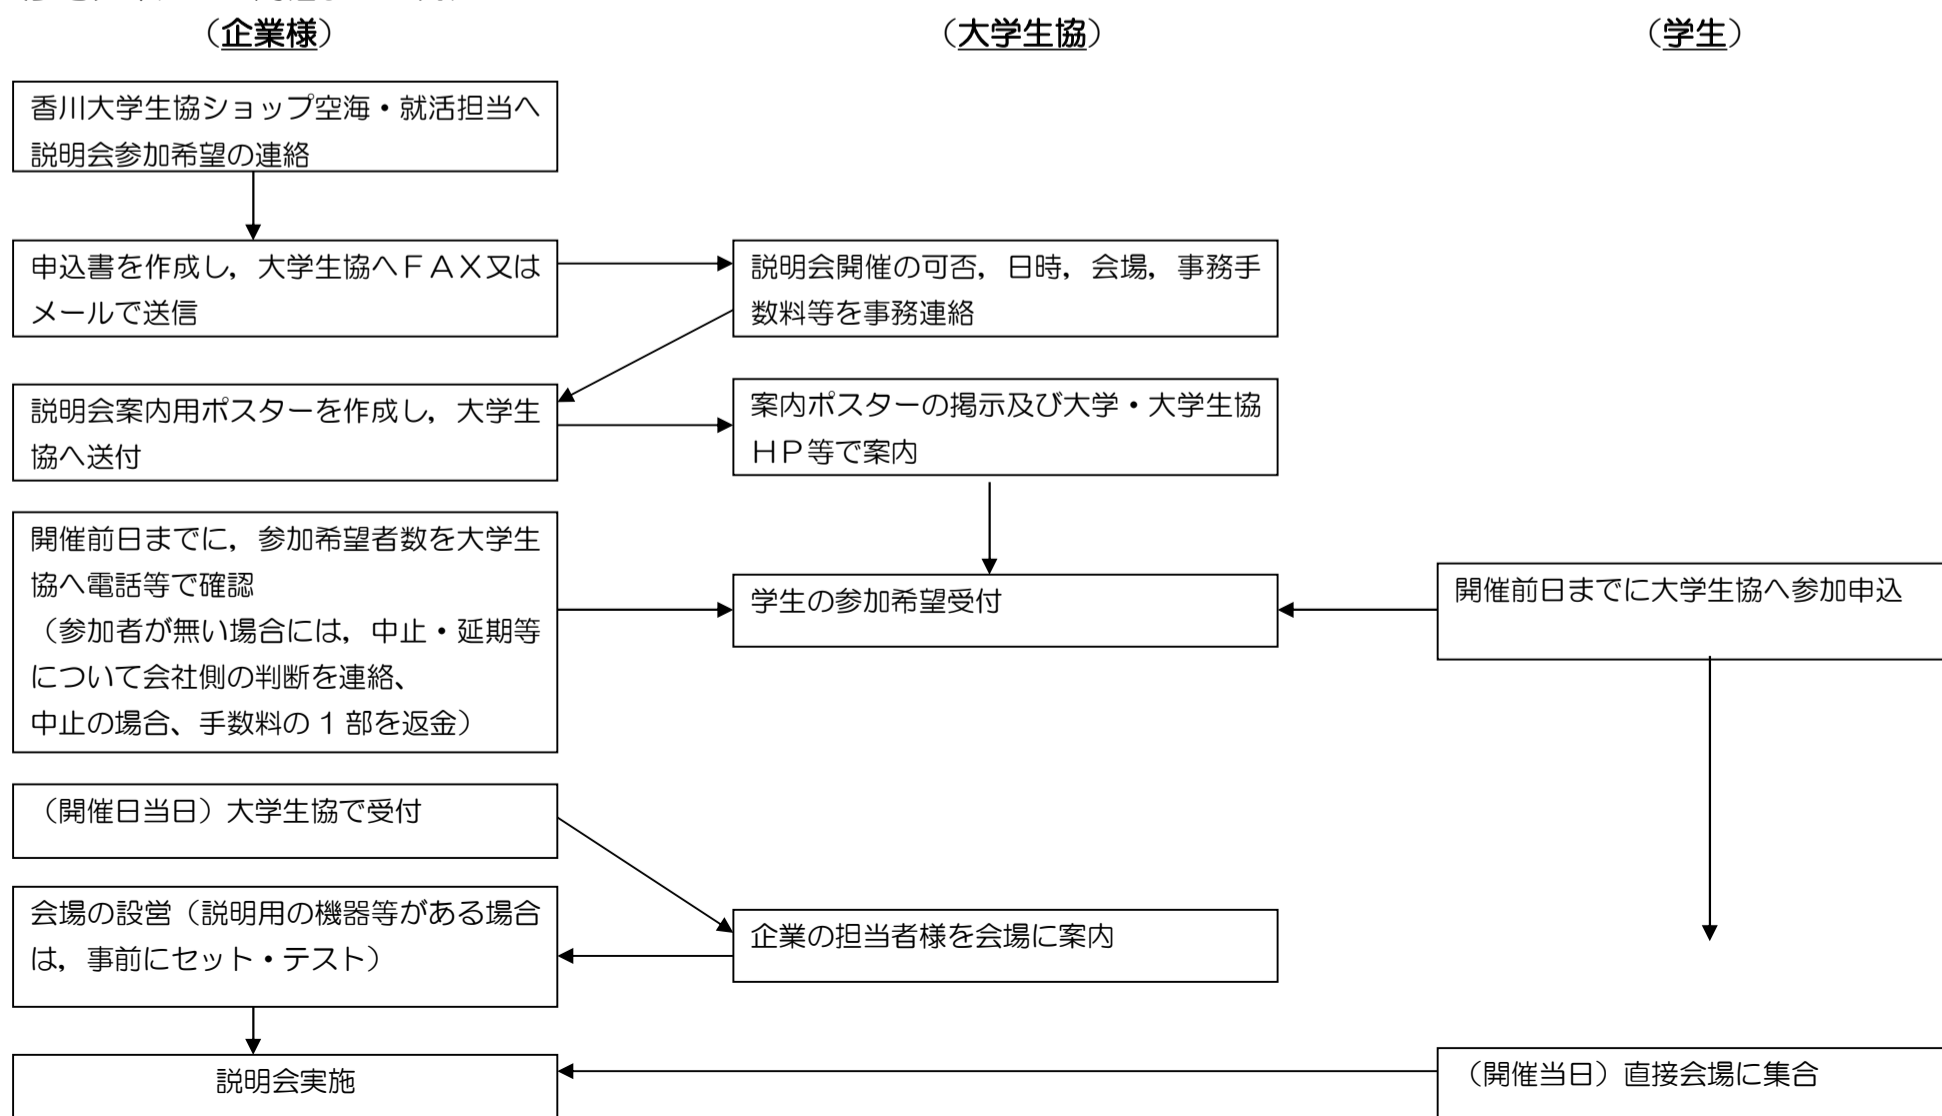 （企業様）
（大学生協）
（学生）
香川大学生協ショップ空海・就活担当へ
説明会参加希望の連絡
申込書を作成し，大学生協へＦＡＸ又は
メールで送信
説明会開催の可否，日時，会場，事務手
数料等を事務連絡
説明会案内用ポスターを作成し，大学生
協へ送付
案内ポスターの掲示及び大学・大学生協
ＨＰ等で案内
開催前日までに，参加希望者数を大学生
協へ電話等で確認
（参加者が無い場合には，中止・延期等
について会社側の判断を連絡、
中止の場合、手数料の 1 部を返金）
学生の参加希望受付
開催前日までに大学生協へ参加申込
（開催日当日）大学生協で受付
会場の設営（説明用の機器等がある場合
は，事前にセット・テスト）
企業の担当者様を会場に案内
説明会実施
（開催当日）直接会場に集合